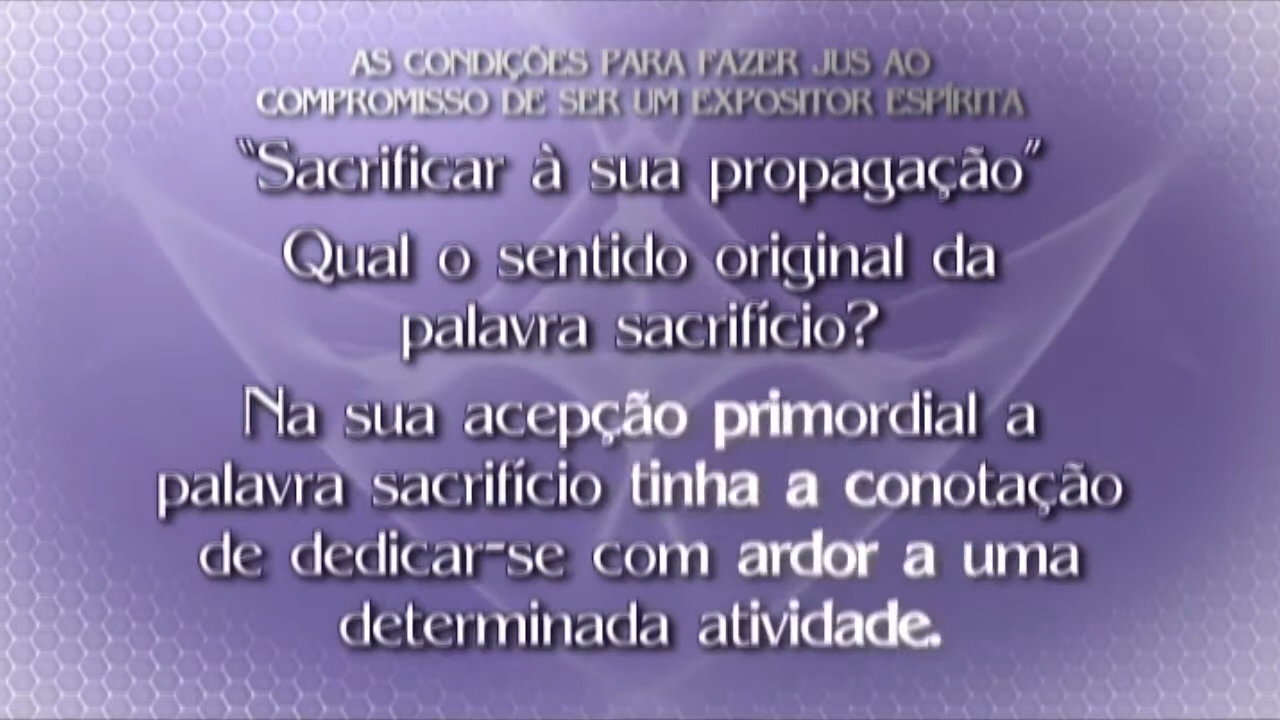 AS CONDIÇÕES PARA FAZER JUS AO
COMPROMISSO DE SER UM EXPOSITOR ESPÍRITA
“Sacrificar à sua propagação”
Qual o sentido original da
palavra sacrifício?
Na sua acepção primordial a
palavra sacrifício tinha a conotação
de dedicar-se com ardor a uma
determinada atividade.